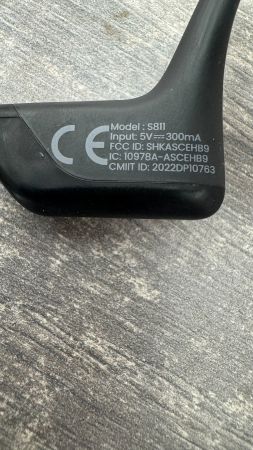 CE
Model : S811
Input: 5V⎓300mA
FCC ID: SHKASCEHB9
IC: 10978A-ASCEHB9
CMIIT ID: 2022DP10763